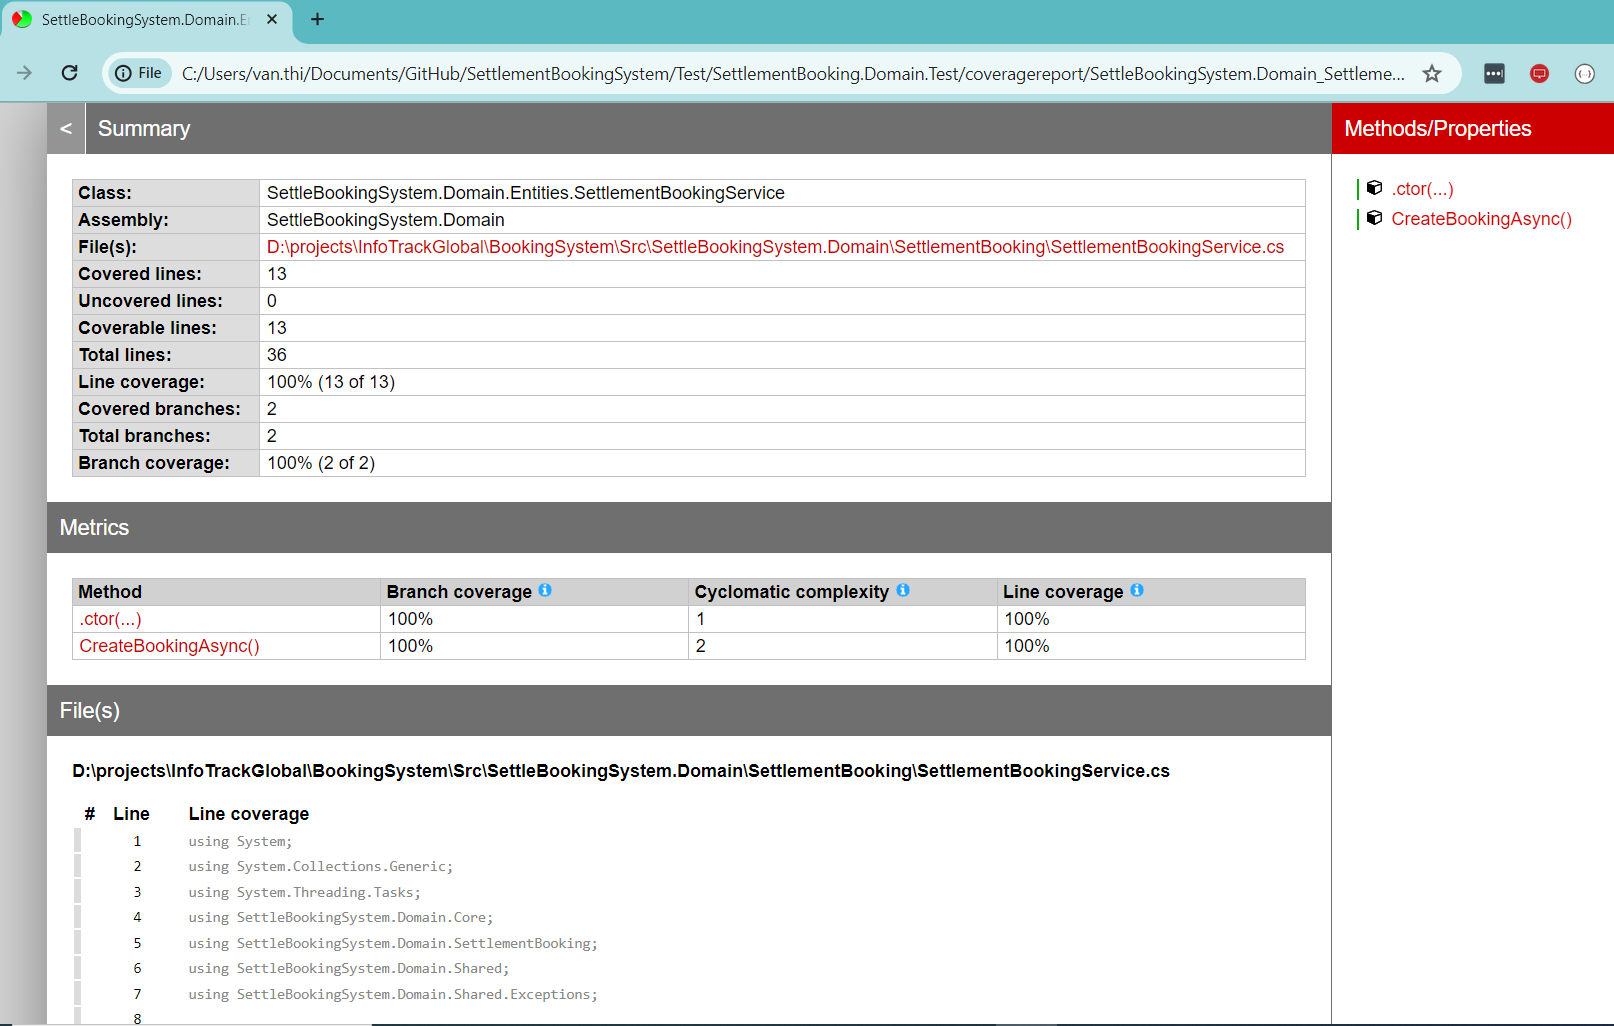 SettleBookingSystem.Domain.E
File C:/Users/van.thi/Documents/GitHub/SettlementBookingSystem/Test/SettlementBooking.Domain.Test/coveragereport/SettleBookingSystem.Domain_Settleme...
< Summary
Class: SettleBookingSystem.Domain.Entities.SettlementBookingService
Assembly: SettleBookingSystem.Domain
File(s): D:\projects\InfoTrackGlobal\BookingSystem\Src\SettleBookingSystem.Domain\SettlementBooking\SettlementBookingService.cs
Covered lines: 13
Uncovered lines: 0
Coverable lines: 13
Total lines: 36
Line coverage: 100% (13 of 13)
Covered branches: 2
Total branches: 2
Branch coverage: 100% (2 of 2)
Metrics
Method Branch coverage Cyclomatic complexity Line coverage
.ctor(...) 100% 1 100%
CreateBookingAsync() 100% 2 100%
File(s)
D:\projects\InfoTrackGlobal\BookingSystem\Src\SettleBookingSystem.Domain\SettlementBooking\SettlementBookingService.cs
# Line Line coverage
1 using System;
2 using System.Collections.Generic;
3 using System.Threading.Tasks;
4 using SettleBookingSystem.Domain.Core;
5 using SettleBookingSystem.Domain.SettlementBooking;
6 using SettleBookingSystem.Domain.Shared;
7 using SettleBookingSystem.Domain.Shared.Exceptions;
8
Methods/Properties
.ctor(...)
CreateBookingAsync()